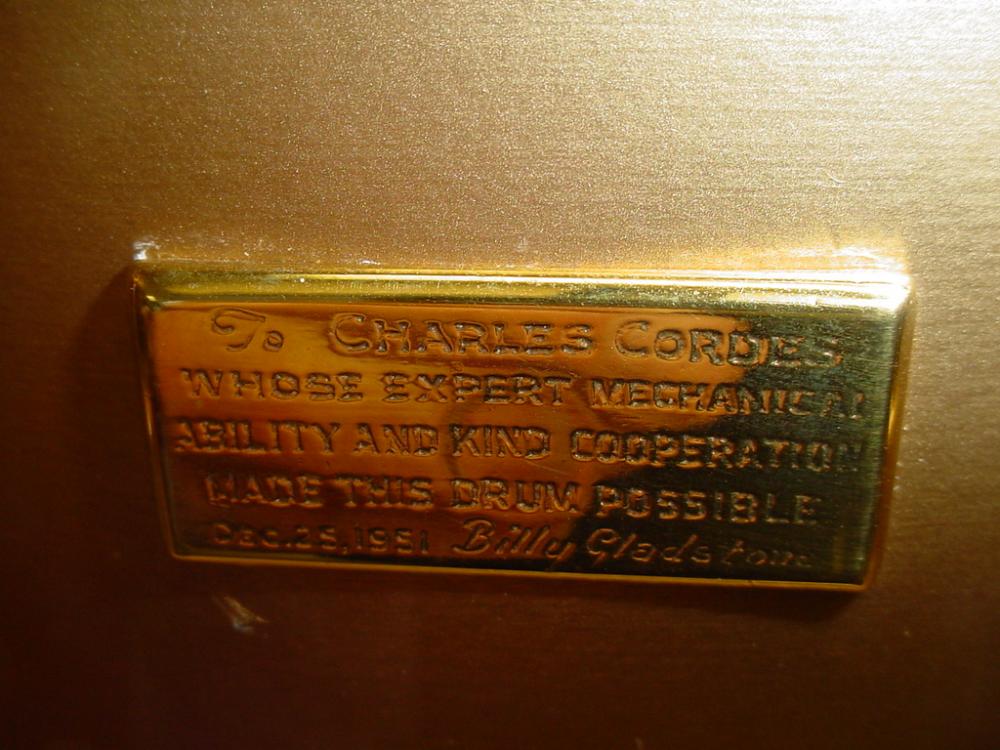 To CHARLES CORDES
WHOSE EXPERT MECHANICAL
ABILITY AND KIND COOPERATION
MADE THIS DRUM POSSIBLE
Dec. 25, 1951 Billy Gladstone